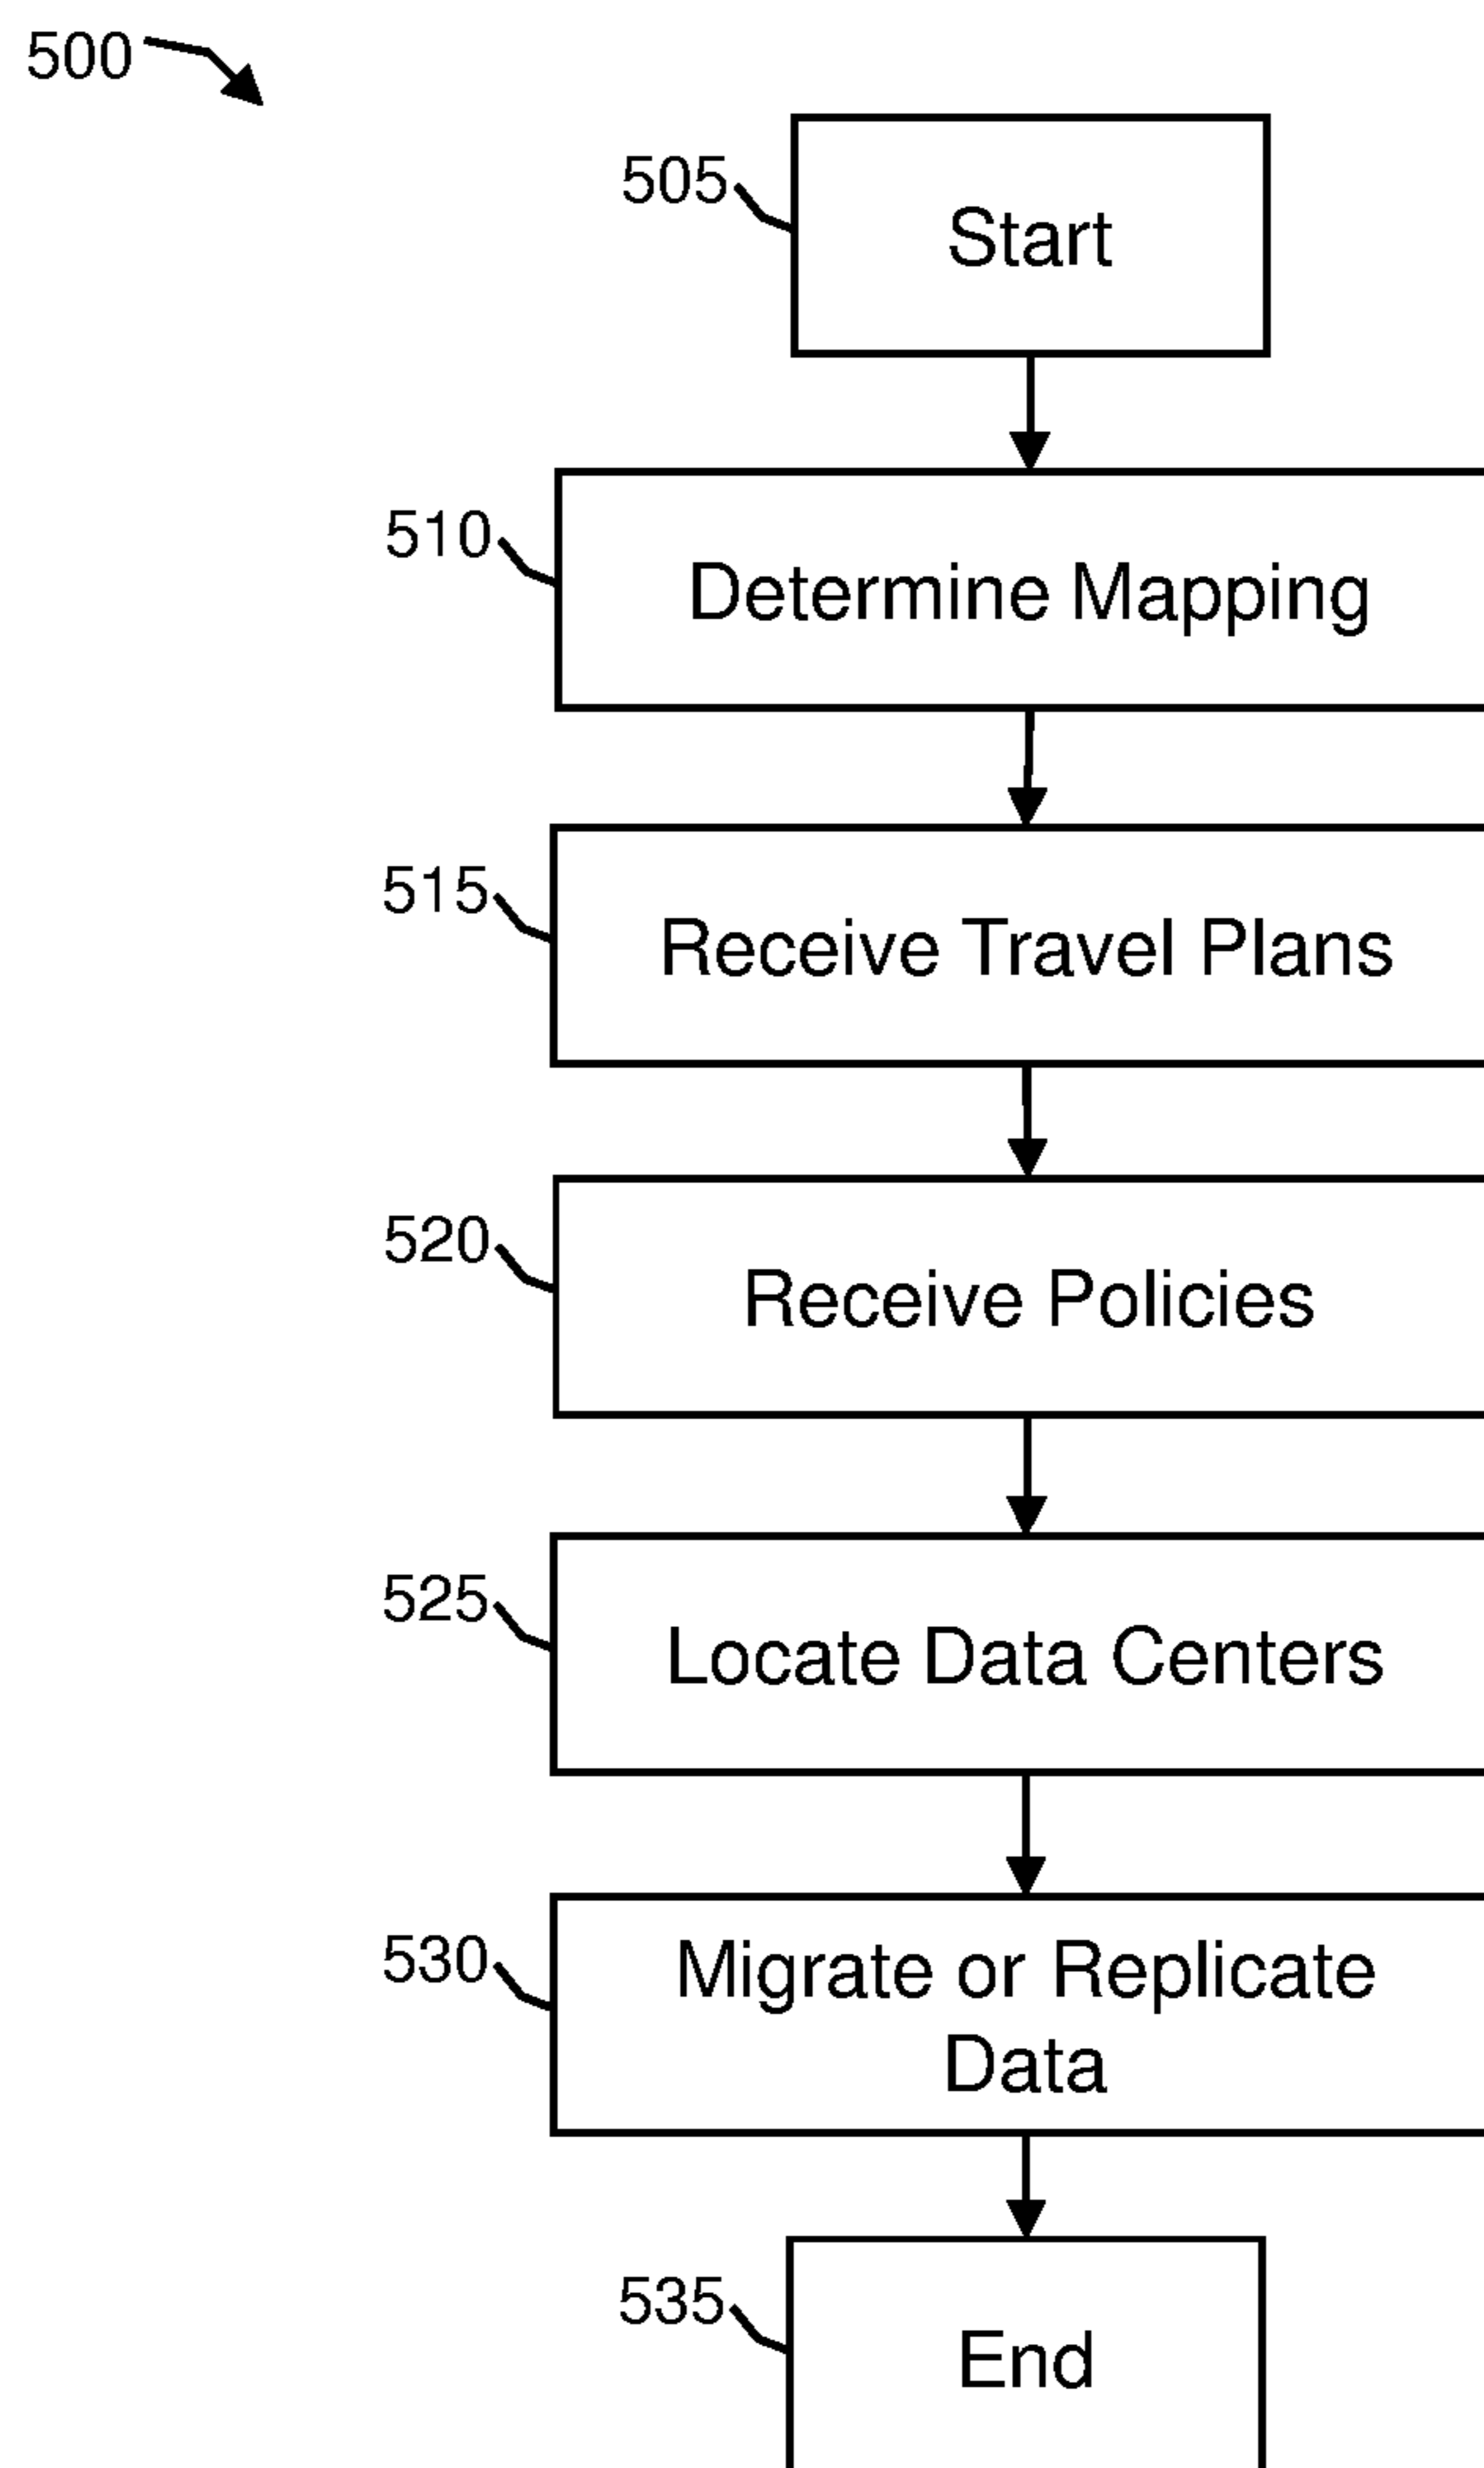 500
505
Start
510
Determine Mapping
515
Receive Travel Plans
520
Receive Policies
525
Locate Data Centers
530
Migrate or Replicate
Data
535
End